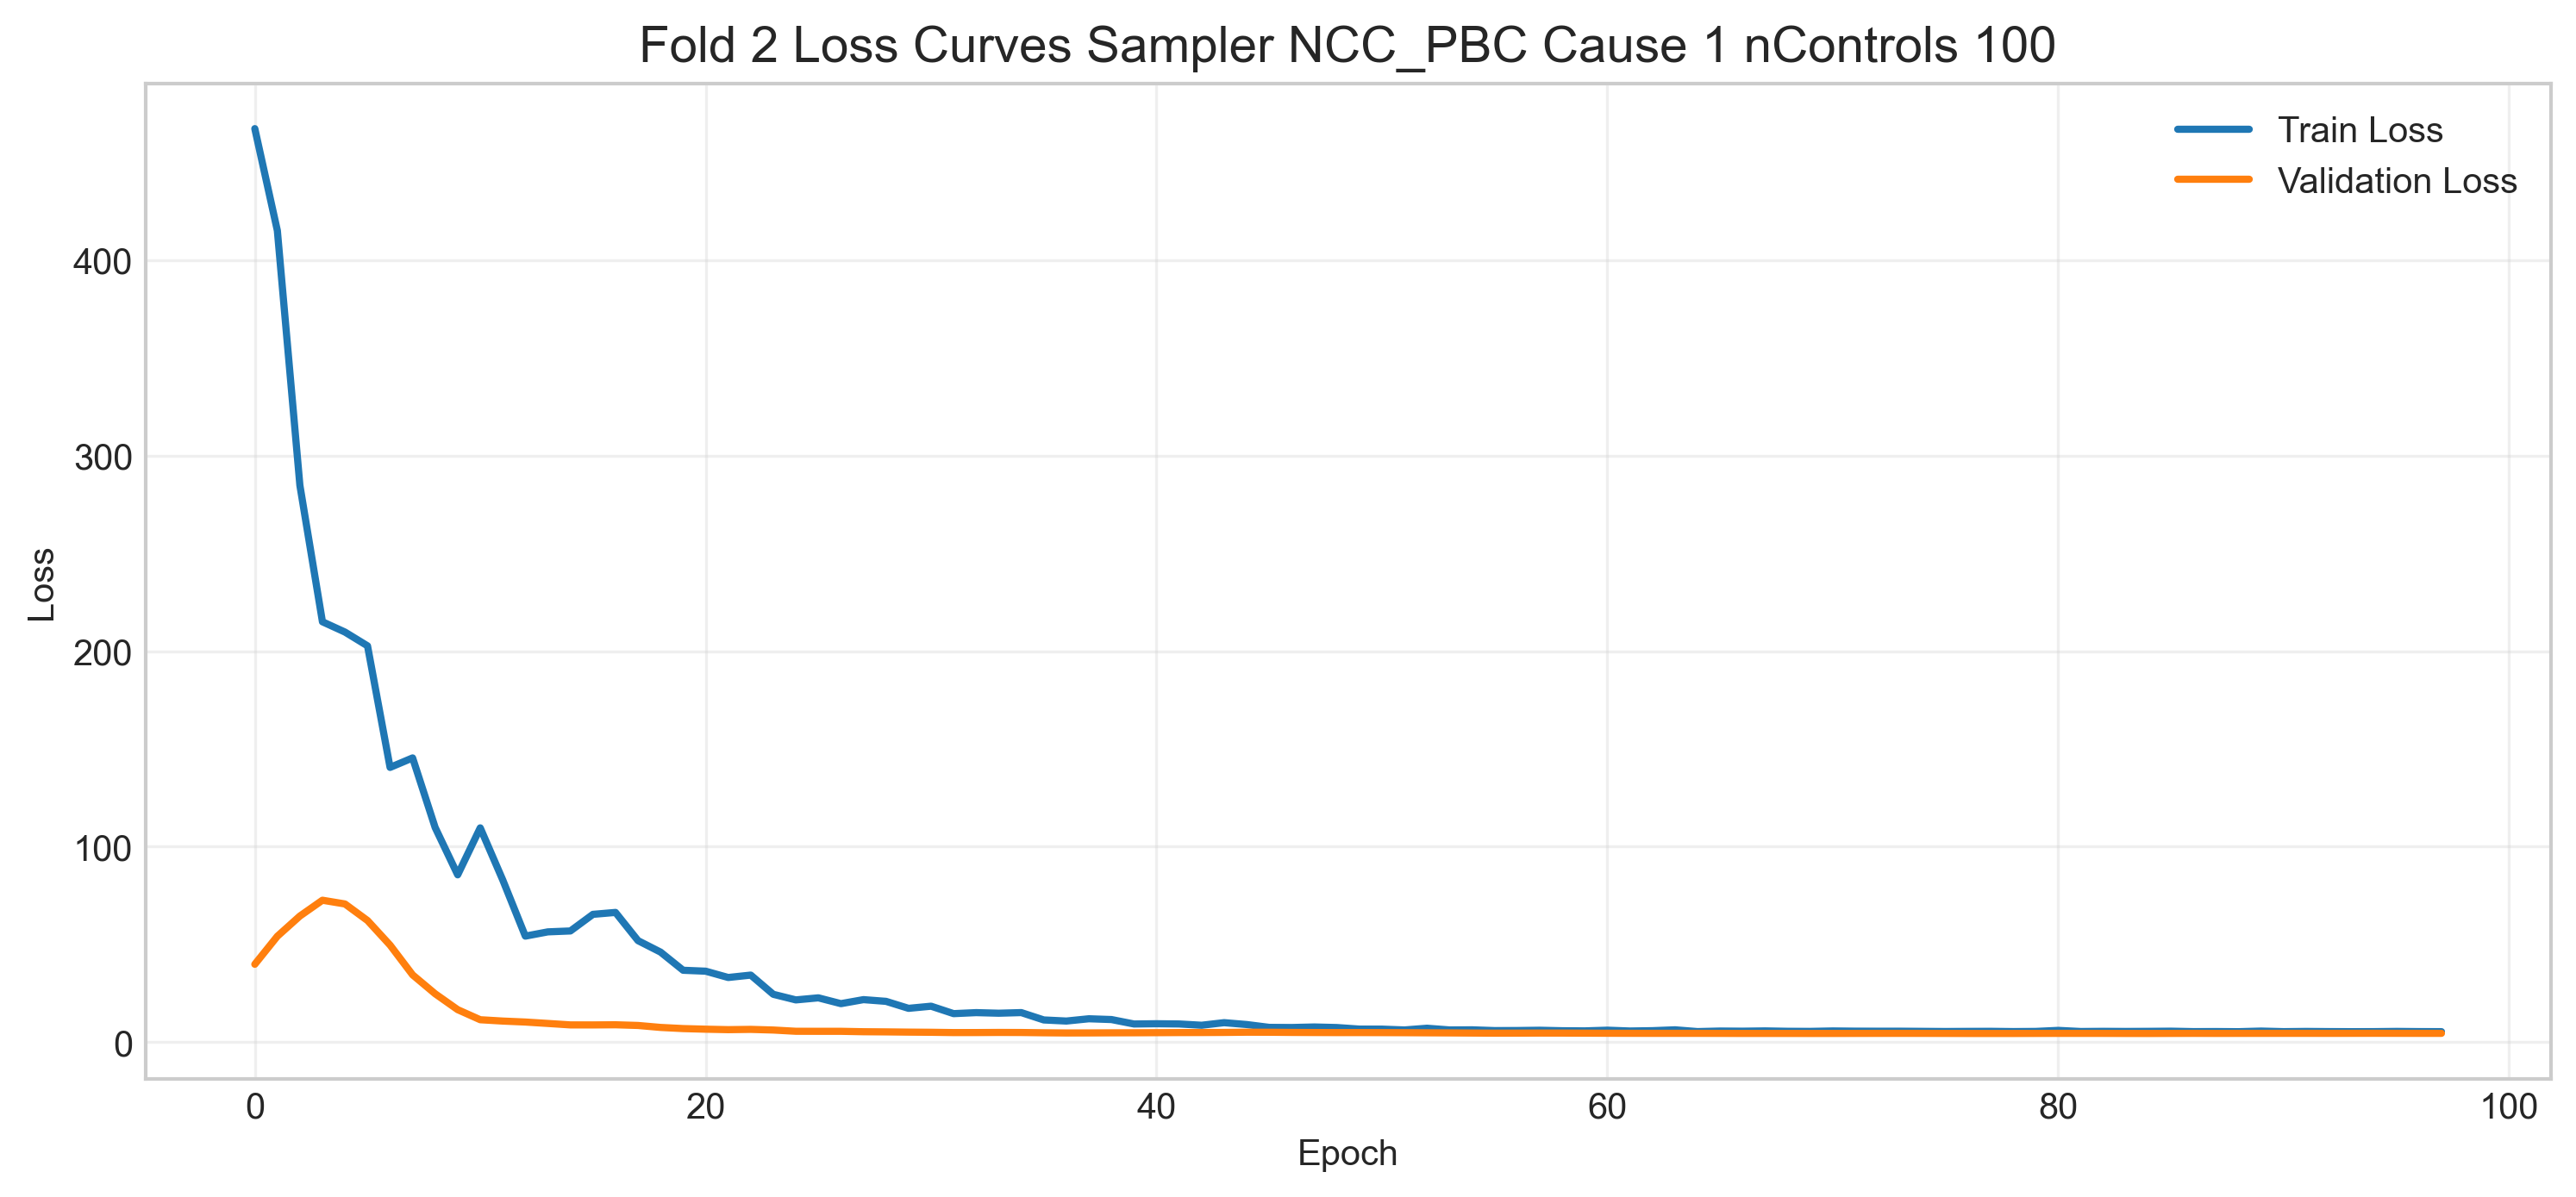 Fold 2 Loss Curves Sampler NCC_PBC Cause 1 nControls 100
Train Loss
Validation Loss
400
300
200
100
0
Loss
0 20 40 60 80 100
Epoch